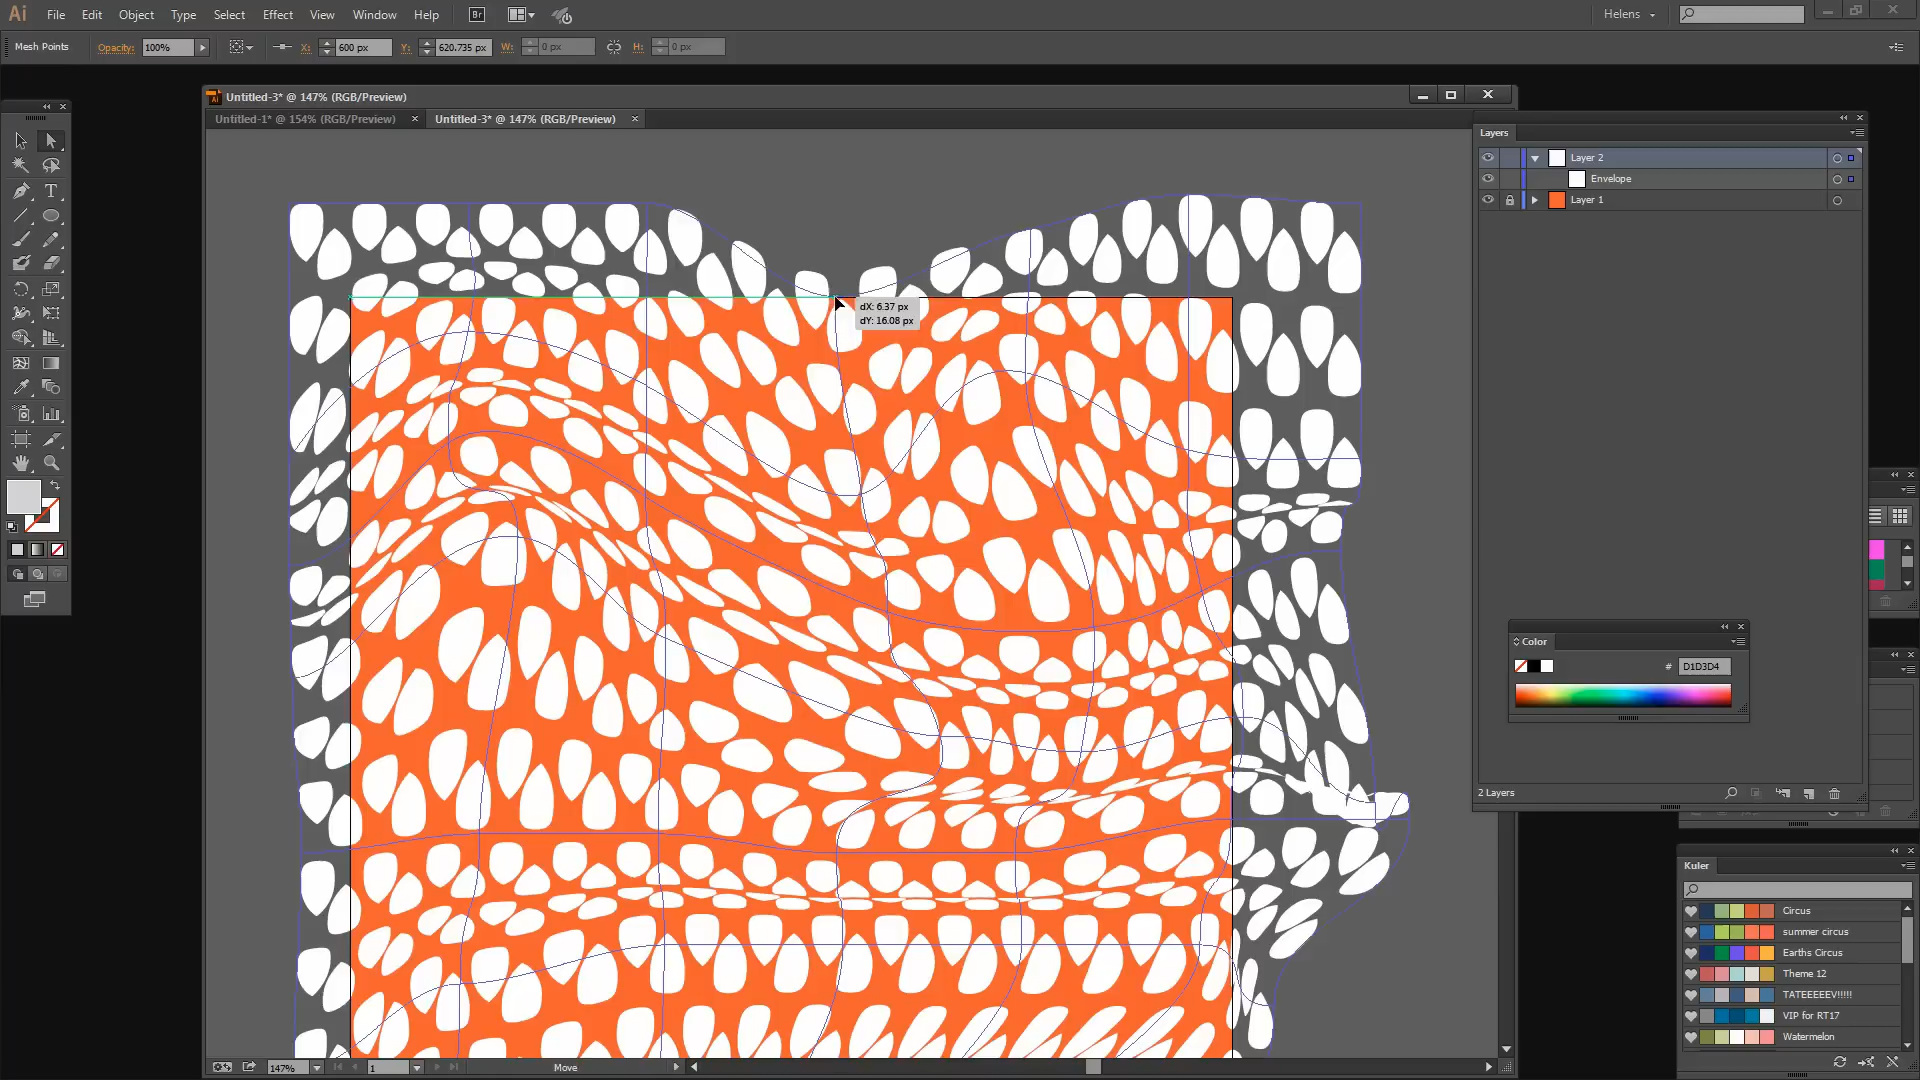 Ai File Edit Object Type Select Effect View Window Help Br Helens
Mesh Points Opacity: 100% X: 600 px Y: 620.735 px W: 0 px H: 0 px
Untitled-3* @ 147% (RGB/Preview)
Untitled-1* @ 154% (RGB/Preview) Untitled-3* @ 147% (RGB/Preview)
Layers
Layer 2
Envelope
Layer 1
dX: 6.37 px
dY: 16.08 px
Color
# D1D3D4
2 Layers
Kuler
Circus
summer circus
Earths Circus
Theme 12
TATEEEEEV!!!!!
VIP for RT17
Watermelon
147% 1 Move